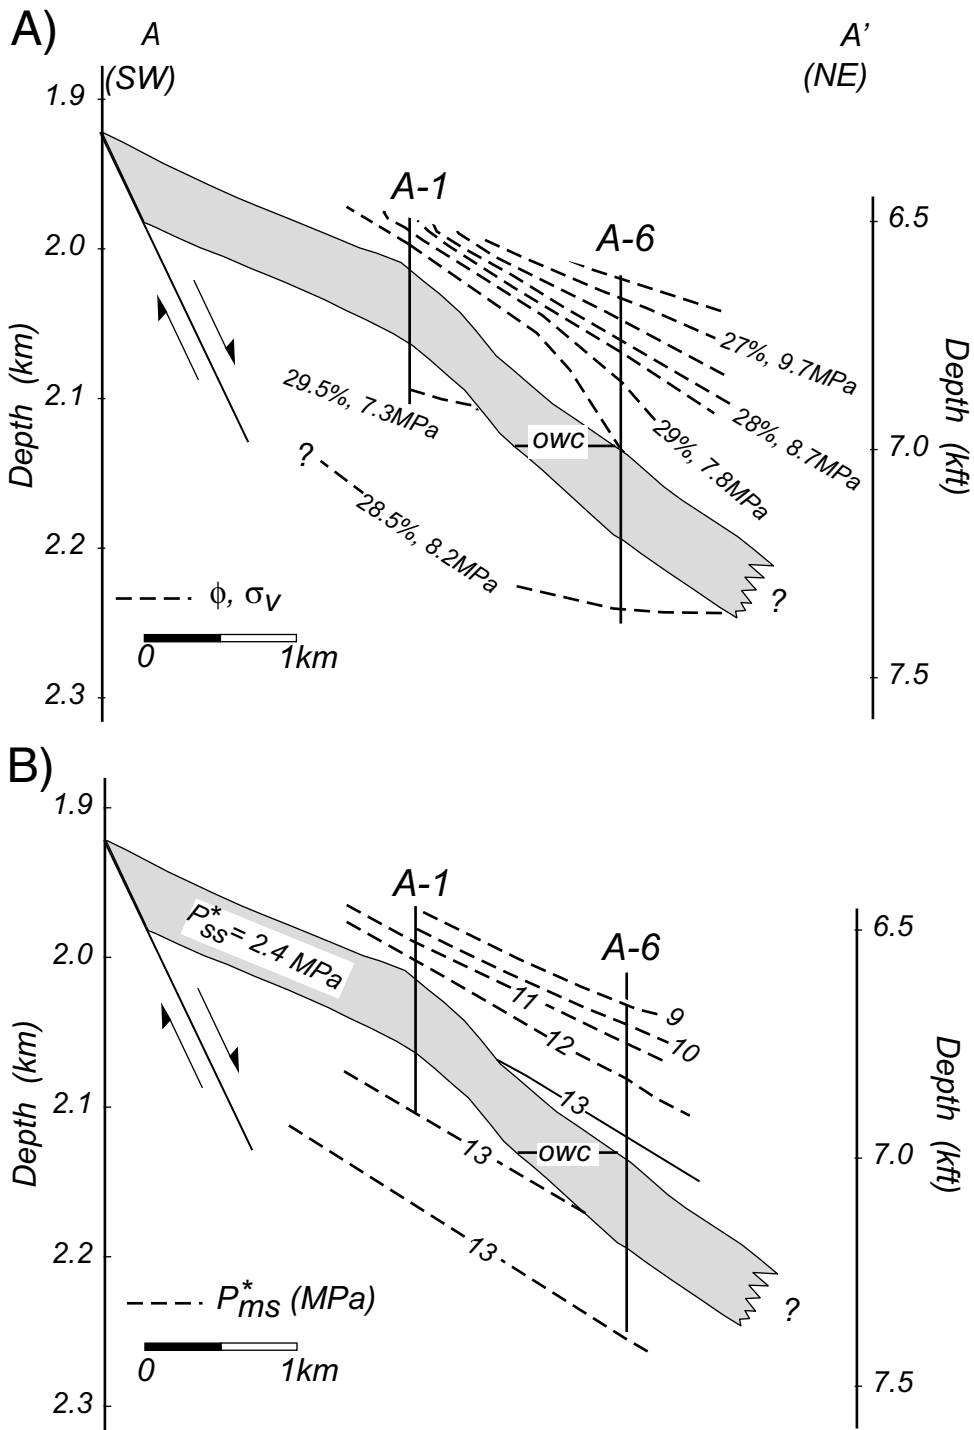 A)
A
(SW)
A'
(NE)
1.9
2.0
2.1
2.2
2.3
Depth (km)
A-1
A-6
6.5
7.0
7.5
Depth (kft)
27%, 9.7MPa
28%, 8.7MPa
29%, 7.8MPa
29.5%, 7.3MPa
owc
?
28.5%, 8.2MPa
?
ϕ, σv
0 1km
B)
1.9
2.0
2.1
2.2
2.3
Depth (km)
A-1
A-6
6.5
7.0
7.5
Depth (kft)
P*ss = 2.4 MPa
9
10
11
12
13
13
owc
13
?
P*ms (MPa)
0 1km